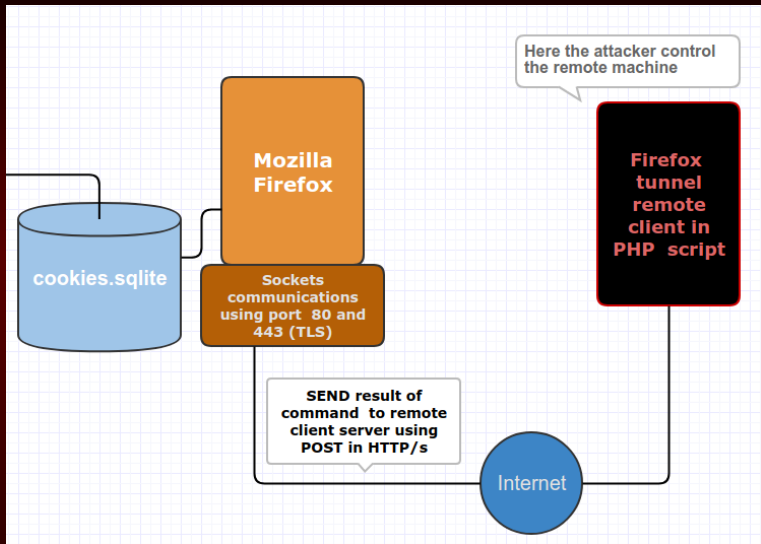 Here the attacker control
the remote machine
Mozilla
Firefox
Firefox
tunnel
remote
client in
PHP script
cookies.sqlite
Sockets
communications
using port 80 and
443 (TLS)
SEND result of
command to remote
client server using
POST in HTTP/s
Internet